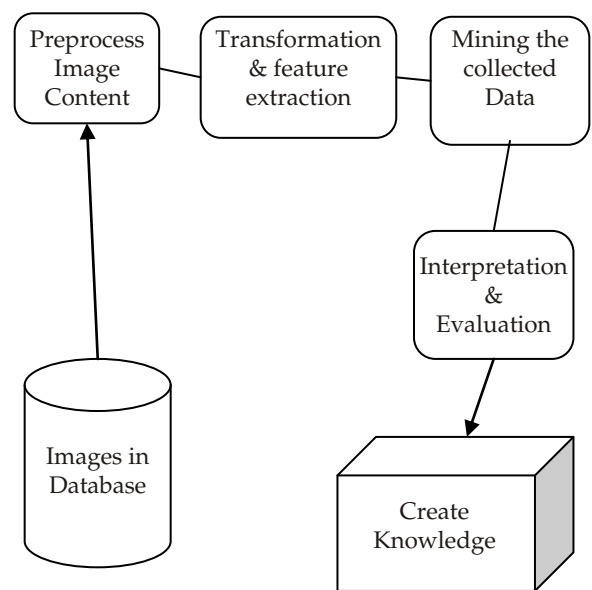 Preprocess
Image
Content
Transformation
& feature
extraction
Mining the
collected
Data
Interpretation
&
Evaluation
Images in
Database
Create
Knowledge